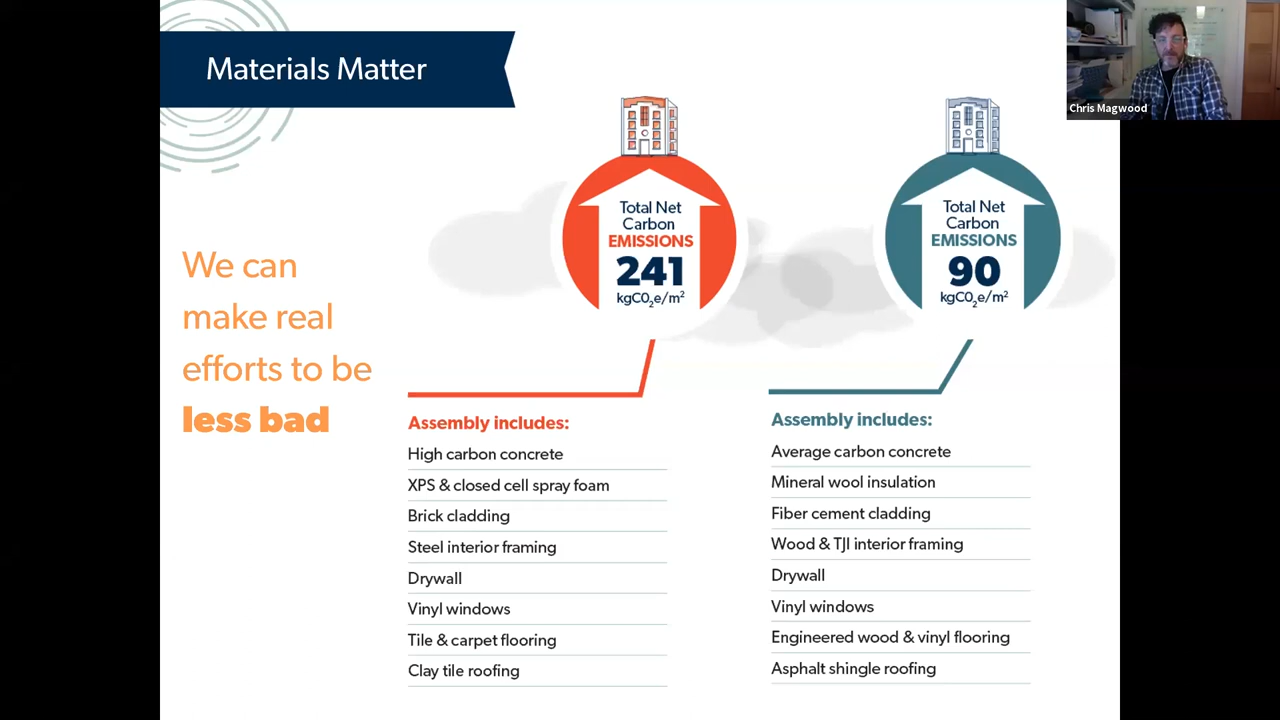 Materials Matter
Chris Magwood
We can
make real
efforts to be
less bad
Total Net
Carbon
EMISSIONS
241
kgCO₂e/m²
Total Net
Carbon
EMISSIONS
90
kgCO₂e/m²
Assembly includes:
High carbon concrete
XPS & closed cell spray foam
Brick cladding
Steel interior framing
Drywall
Vinyl windows
Tile & carpet flooring
Clay tile roofing
Assembly includes:
Average carbon concrete
Mineral wool insulation
Fiber cement cladding
Wood & TJI interior framing
Drywall
Vinyl windows
Engineered wood & vinyl flooring
Asphalt shingle roofing